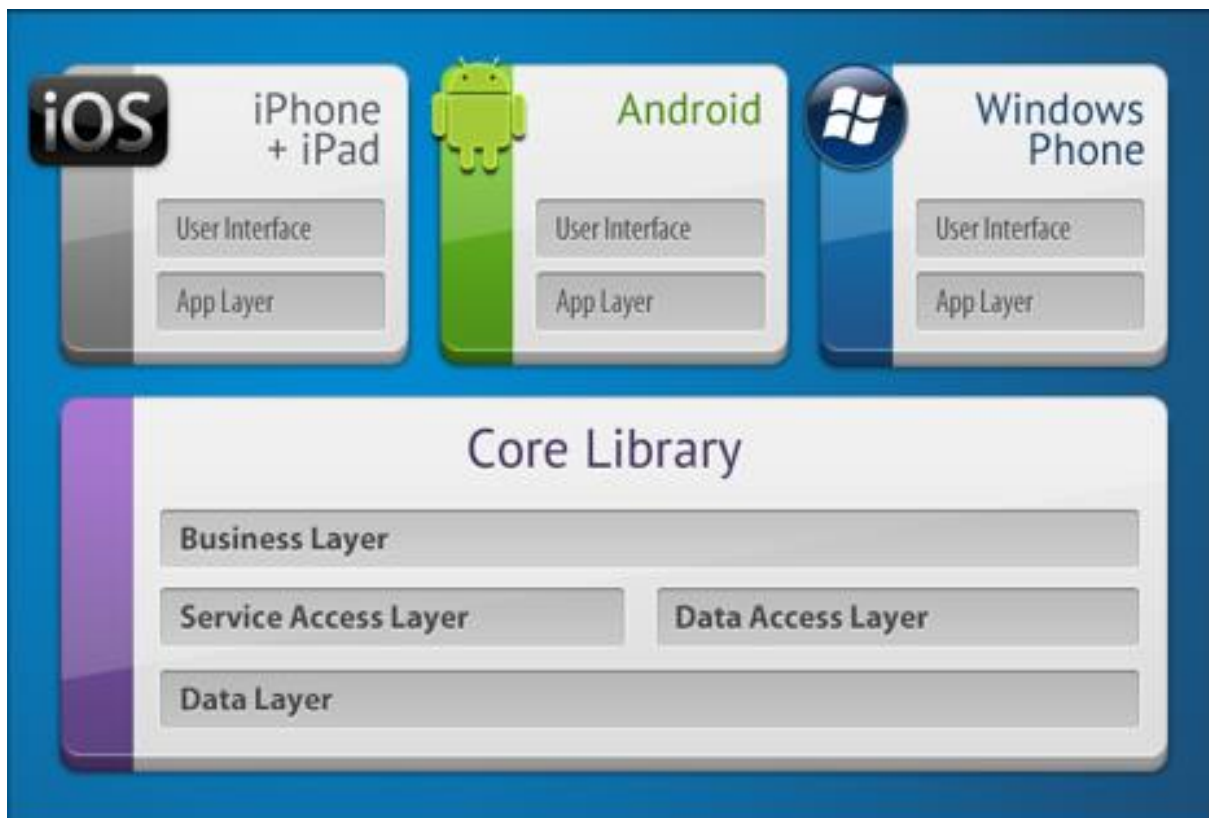 iOS
iPhone
+ iPad
User Interface
App Layer
Android
User Interface
App Layer
Windows
Phone
User Interface
App Layer
Core Library
Business Layer
Service Access Layer
Data Access Layer
Data Layer